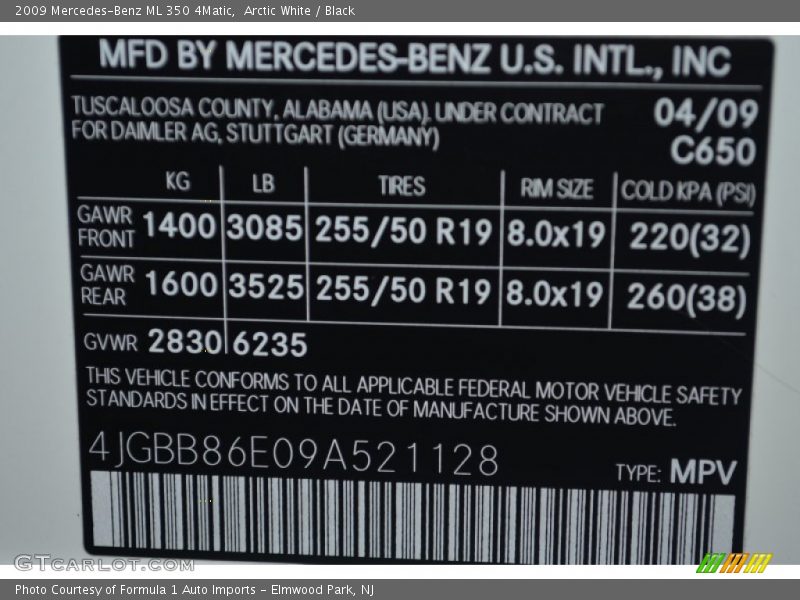 2009 Mercedes-Benz ML 350 4Matic,  Arctic White / Black
MFD BY MERCEDES-BENZ U.S. INTL., INC
TUSCALOOSA COUNTY, ALABAMA (USA), UNDER CONTRACT 04/09
FOR DAIMLER AG, STUTTGART (GERMANY) C650
KG LB TIRES RIM SIZE COLD KPA (PSI)
GAWR FRONT 1400 3085 255/50 R19 8.0x19 220(32)
GAWR REAR 1600 3525 255/50 R19 8.0x19 260(38)
GVWR 2830 6235
THIS VEHICLE CONFORMS TO ALL APPLICABLE FEDERAL MOTOR VEHICLE SAFETY
STANDARDS IN EFFECT ON THE DATE OF MANUFACTURE SHOWN ABOVE.
4JGBB86E09A521128 TYPE: MPV
GTCARLOT.COM
Photo Courtesy of Formula 1 Auto Imports - Elmwood Park, NJ